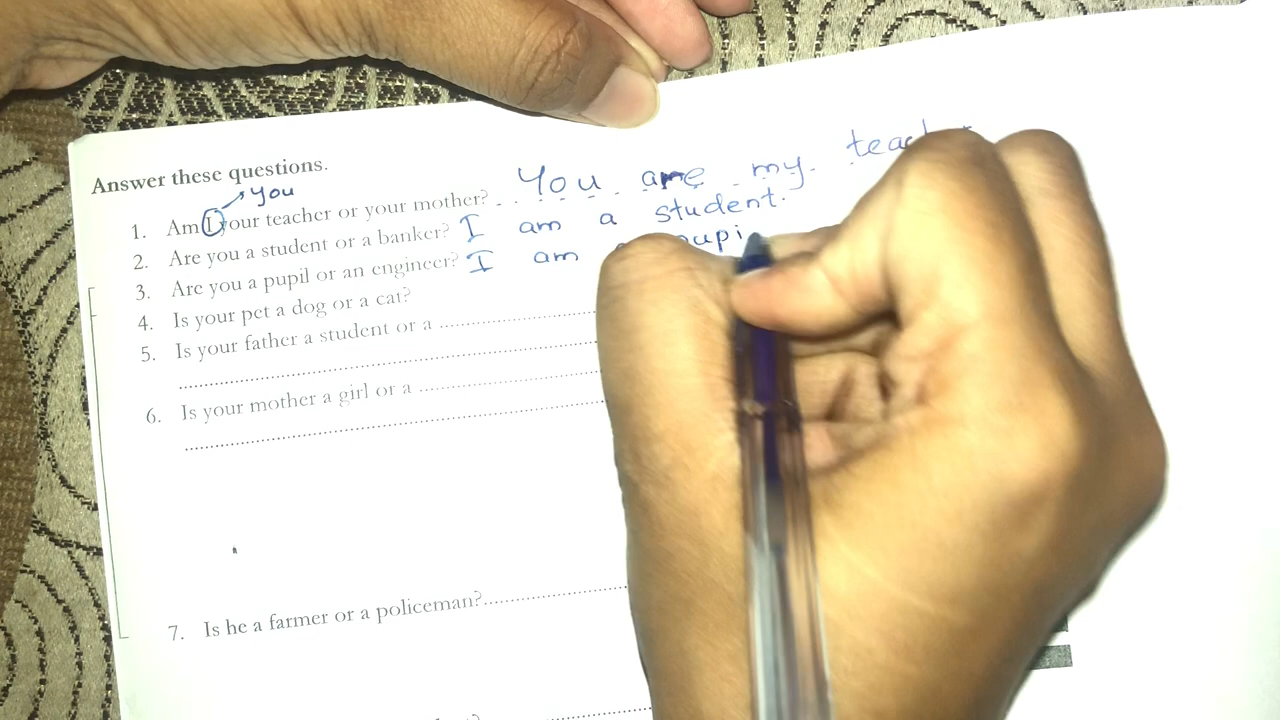 Answer these questions.
you
1. Am I your teacher or your mother? You are my
2. Are you a student or a banker? I am a student.
3. Are you a pupil or an engineer? I am
4. Is your pet a dog or a cat?
5. Is your father a student or a
6. Is your mother a girl or a
7. Is he a farmer or a policeman?